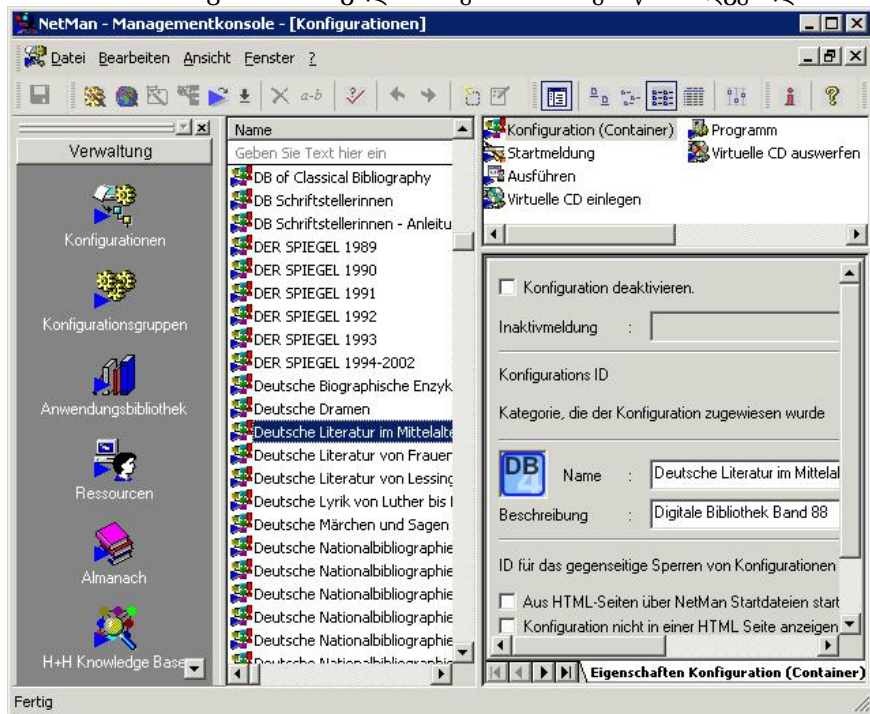 NetMan - Managementkonsole - [Konfigurationen]
Datei Bearbeiten Ansicht Fenster ?
a-b
Verwaltung
Konfigurationen
Konfigurationsgruppen
Anwendungsbibliothek
Ressourcen
Almanach
H+H Knowledge Base
Name
Geben Sie Text hier ein
DB of Classical Bibliography
DB Schriftstellerinnen
DB Schriftstellerinnen - Anleitu
DER SPIEGEL 1989
DER SPIEGEL 1990
DER SPIEGEL 1991
DER SPIEGEL 1992
DER SPIEGEL 1993
DER SPIEGEL 1994-2002
Deutsche Biographische Enzyk
Deutsche Dramen
Deutsche Literatur im Mittelalte
Deutsche Literatur von Frauen
Deutsche Literatur von Lessing
Deutsche Lyrik von Luther bis
Deutsche Märchen und Sagen
Deutsche Nationalbibliographie
Deutsche Nationalbibliographie
Deutsche Nationalbibliographie
Deutsche Nationalbibliographie
Deutsche Nationalbibliographie
Konfiguration (Container)
Programm
Startmeldung
Virtuelle CD auswerfen
Ausführen
Virtuelle CD einlegen
Konfiguration deaktivieren.
Inaktivmeldung :
Konfigurations ID
Kategorie, die der Konfiguration zugewiesen wurde
DB 4
Name : Deutsche Literatur im Mittelal
Beschreibung : Digitale Bibliothek Band 88
ID für das gegenseitige Sperren von Konfigurationen
Aus HTML-Seiten über NetMan Startdateien start
Konfiguration nicht in einer HTML Seite anzeigen
Eigenschaften Konfiguration (Container)
Fertig